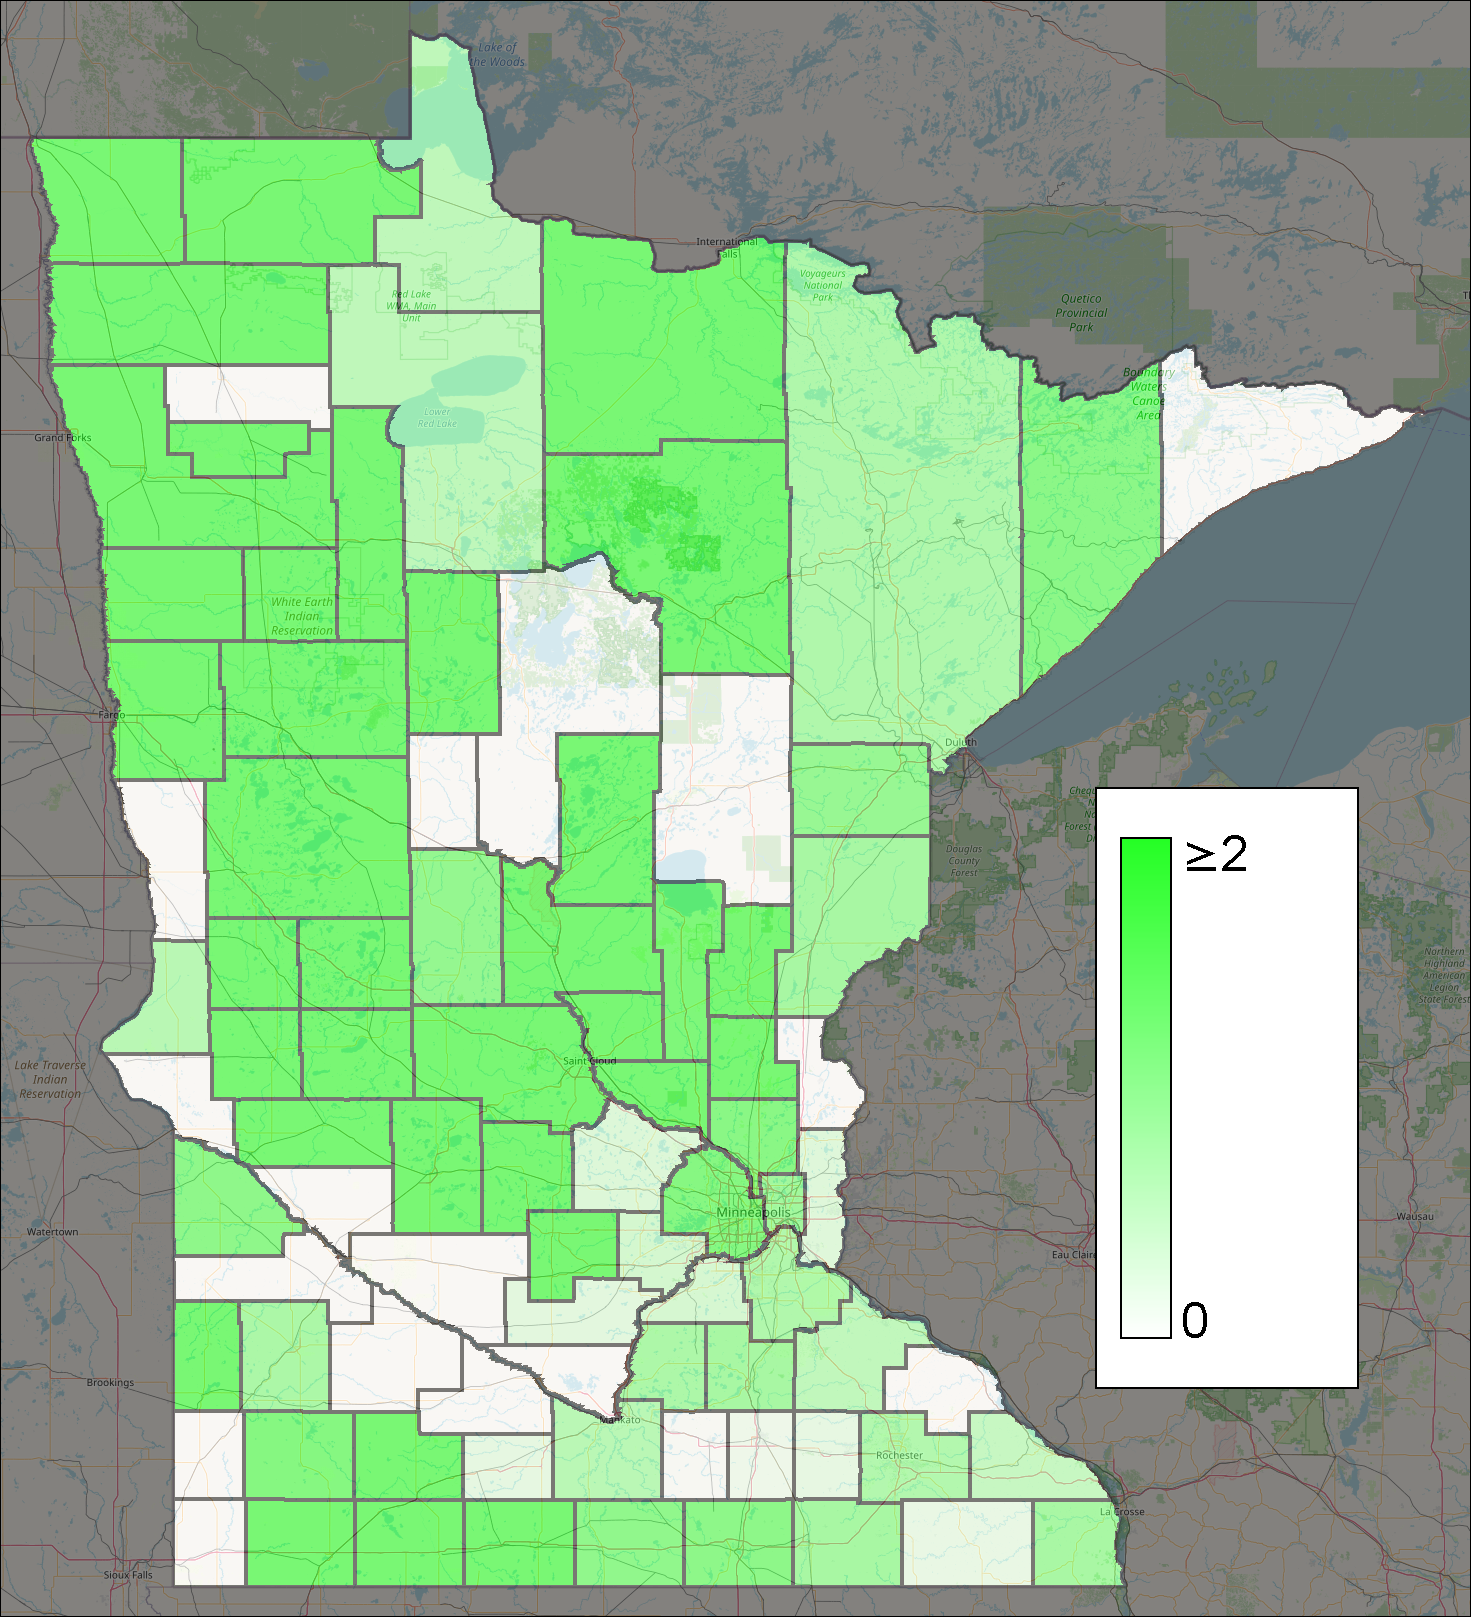 Lake of
the Woods
International
Falls
Voyageurs
National
Park
Quetico
Provincial
Park
Red Lake
WMA, Main
Unit
Boundary
Waters
Canoe
Area
Lower
Red Lake
Grand Forks
White Earth
Indian
Reservation
Fargo
Duluth
Douglas
County
Forest
≥2
Northern
Highland
American
Legion
State Forest
Saint Cloud
Lake Traverse
Indian
Reservation
Minneapolis
Watertown
Wausau
Eau Clair
0
Brookings
Mankato
Rochester
La Crosse
Sioux Falls